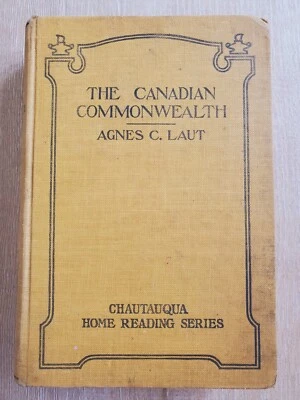 THE CANADIAN
COMMONWEALTH
AGNES C. LAUT
CHAUTAUQUA
HOME READING SERIES